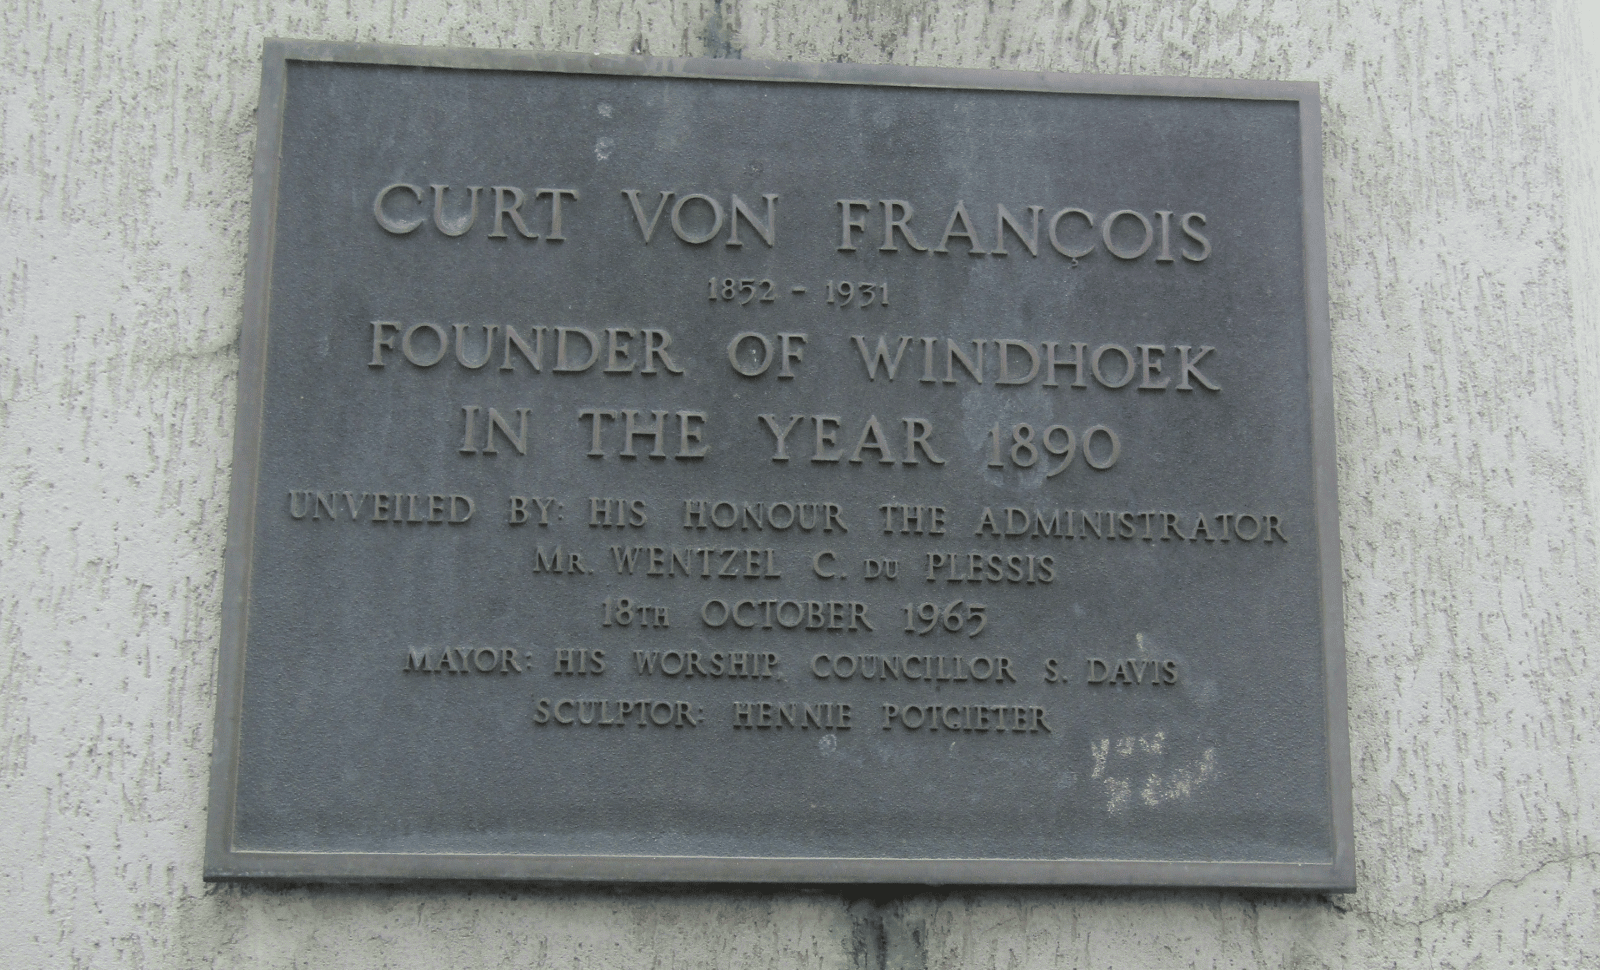 CURT VON FRANÇOIS
1852 - 1931
FOUNDER OF WINDHOEK
IN THE YEAR 1890
UNVEILED BY: HIS HONOUR THE ADMINISTRATOR
MR. WENTZEL C. DU PLESSIS
18TH OCTOBER 1965
MAYOR: HIS WORSHIP, COUNCILLOR S. DAVIS
SCULPTOR: HENNIE POTGIETER